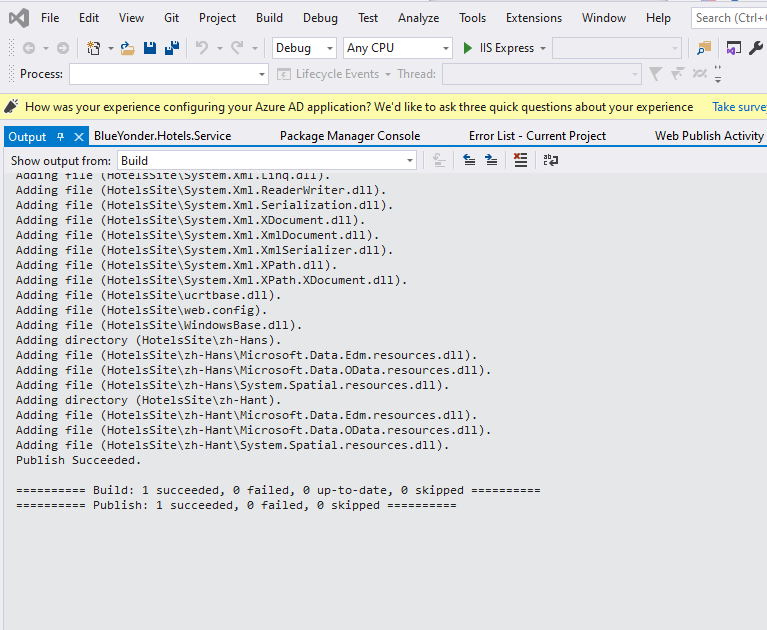 File Edit View Git Project Build Debug Test Analyze Tools Extensions Window Help Search (Ctrl+
Debug Any CPU IIS Express
Process: Lifecycle Events Thread:
How was your experience configuring your Azure AD application? We'd like to ask three quick questions about your experience Take surve
Output BlueYonder.Hotels.Service Package Manager Console Error List - Current Project Web Publish Activity
Show output from: Build
Adding file (HotelsSite\System.Xml.Linq.dll).
Adding file (HotelsSite\System.Xml.ReaderWriter.dll).
Adding file (HotelsSite\System.Xml.Serialization.dll).
Adding file (HotelsSite\System.Xml.XDocument.dll).
Adding file (HotelsSite\System.Xml.XmlDocument.dll).
Adding file (HotelsSite\System.Xml.XmlSerializer.dll).
Adding file (HotelsSite\System.Xml.XPath.dll).
Adding file (HotelsSite\System.Xml.XPath.XDocument.dll).
Adding file (HotelsSite\ucrtbase.dll).
Adding file (HotelsSite\web.config).
Adding file (HotelsSite\WindowsBase.dll).
Adding directory (HotelsSite\zh-Hans).
Adding file (HotelsSite\zh-Hans\Microsoft.Data.Edm.resources.dll).
Adding file (HotelsSite\zh-Hans\Microsoft.Data.OData.resources.dll).
Adding file (HotelsSite\zh-Hans\System.Spatial.resources.dll).
Adding directory (HotelsSite\zh-Hant).
Adding file (HotelsSite\zh-Hant\Microsoft.Data.Edm.resources.dll).
Adding file (HotelsSite\zh-Hant\Microsoft.Data.OData.resources.dll).
Adding file (HotelsSite\zh-Hant\System.Spatial.resources.dll).
Publish Succeeded.
========== Build: 1 succeeded, 0 failed, 0 up-to-date, 0 skipped ==========
========== Publish: 1 succeeded, 0 failed, 0 skipped ==========